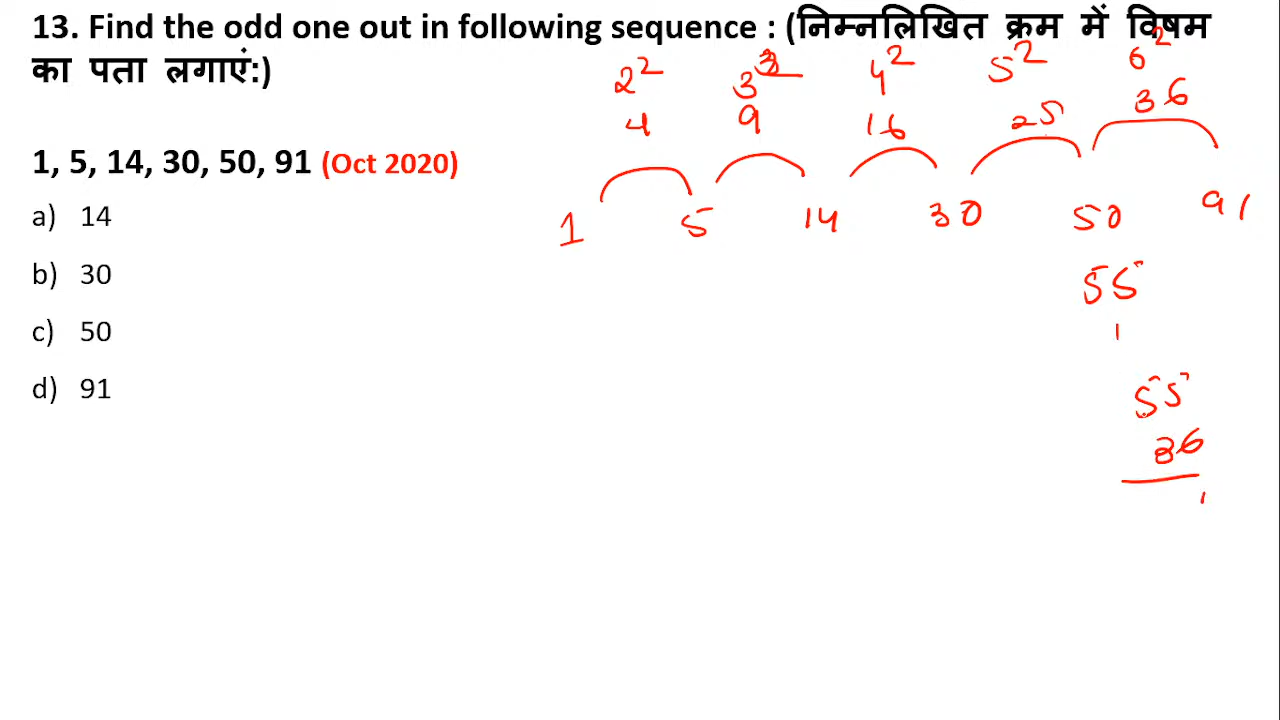 13. Find the odd one out in following sequence : (निम्नलिखित क्रम में विषम
का पता लगाएं:)
2² 3² 4² 5² 6²
4 9 16 25 36
1, 5, 14, 30, 50, 91 (Oct 2020)
1 5 14 30 50 91
a) 14
b) 30
55
c) 50
1
d) 91
55
36
1